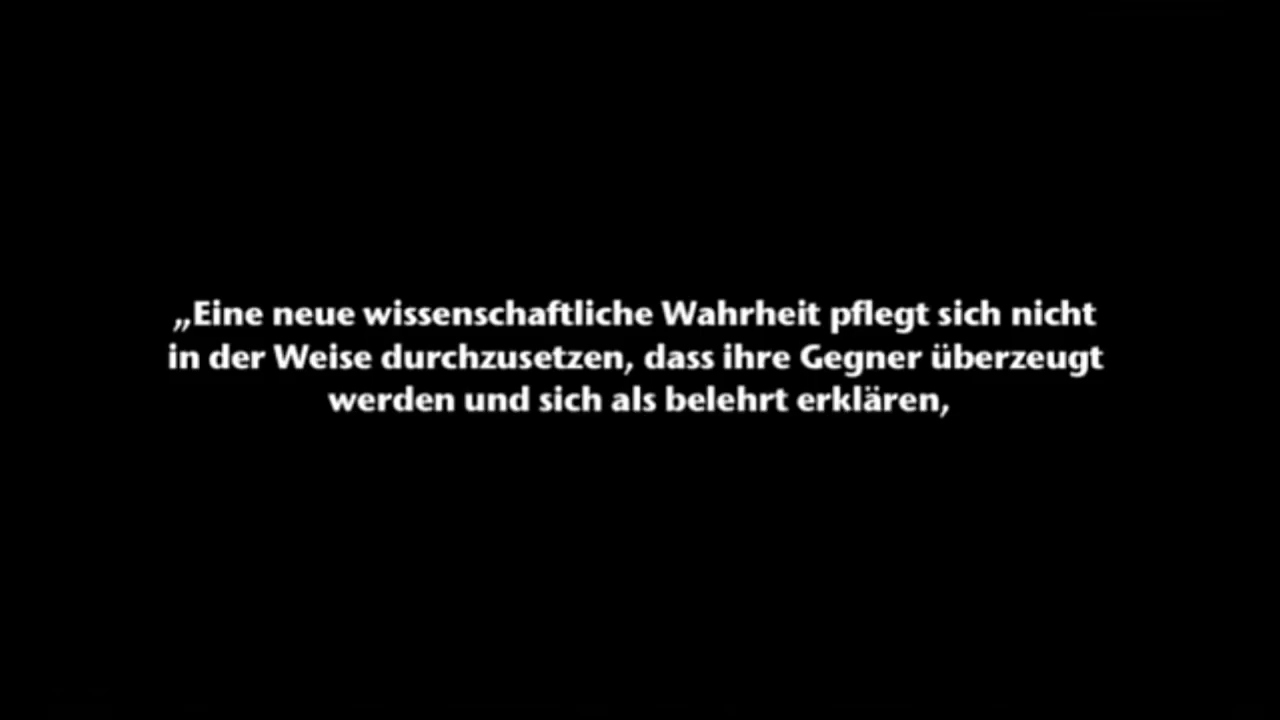 „Eine neue wissenschaftliche Wahrheit pflegt sich nicht
in der Weise durchzusetzen, dass ihre Gegner überzeugt
werden und sich als belehrt erklären,